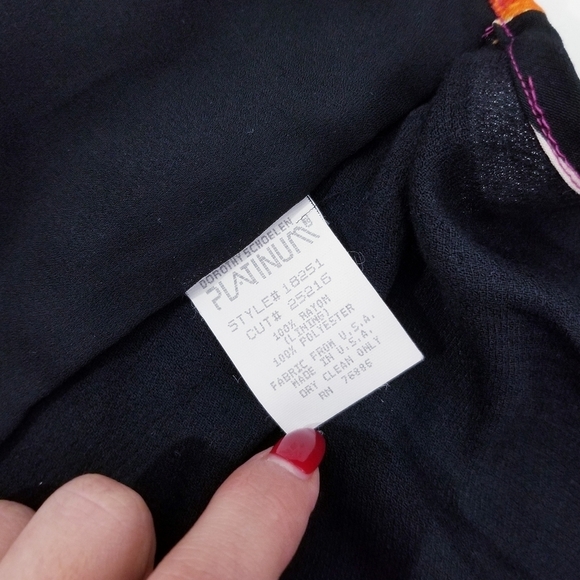 DOROTHY SCHOELEN
PLATINUM
STYLE# 18251
CUT# 25216
100% RAYON
(LINING)
100% POLYESTER
FABRIC FROM U.S.A.
MADE IN U.S.A.
DRY CLEAN ONLY
RN 76885